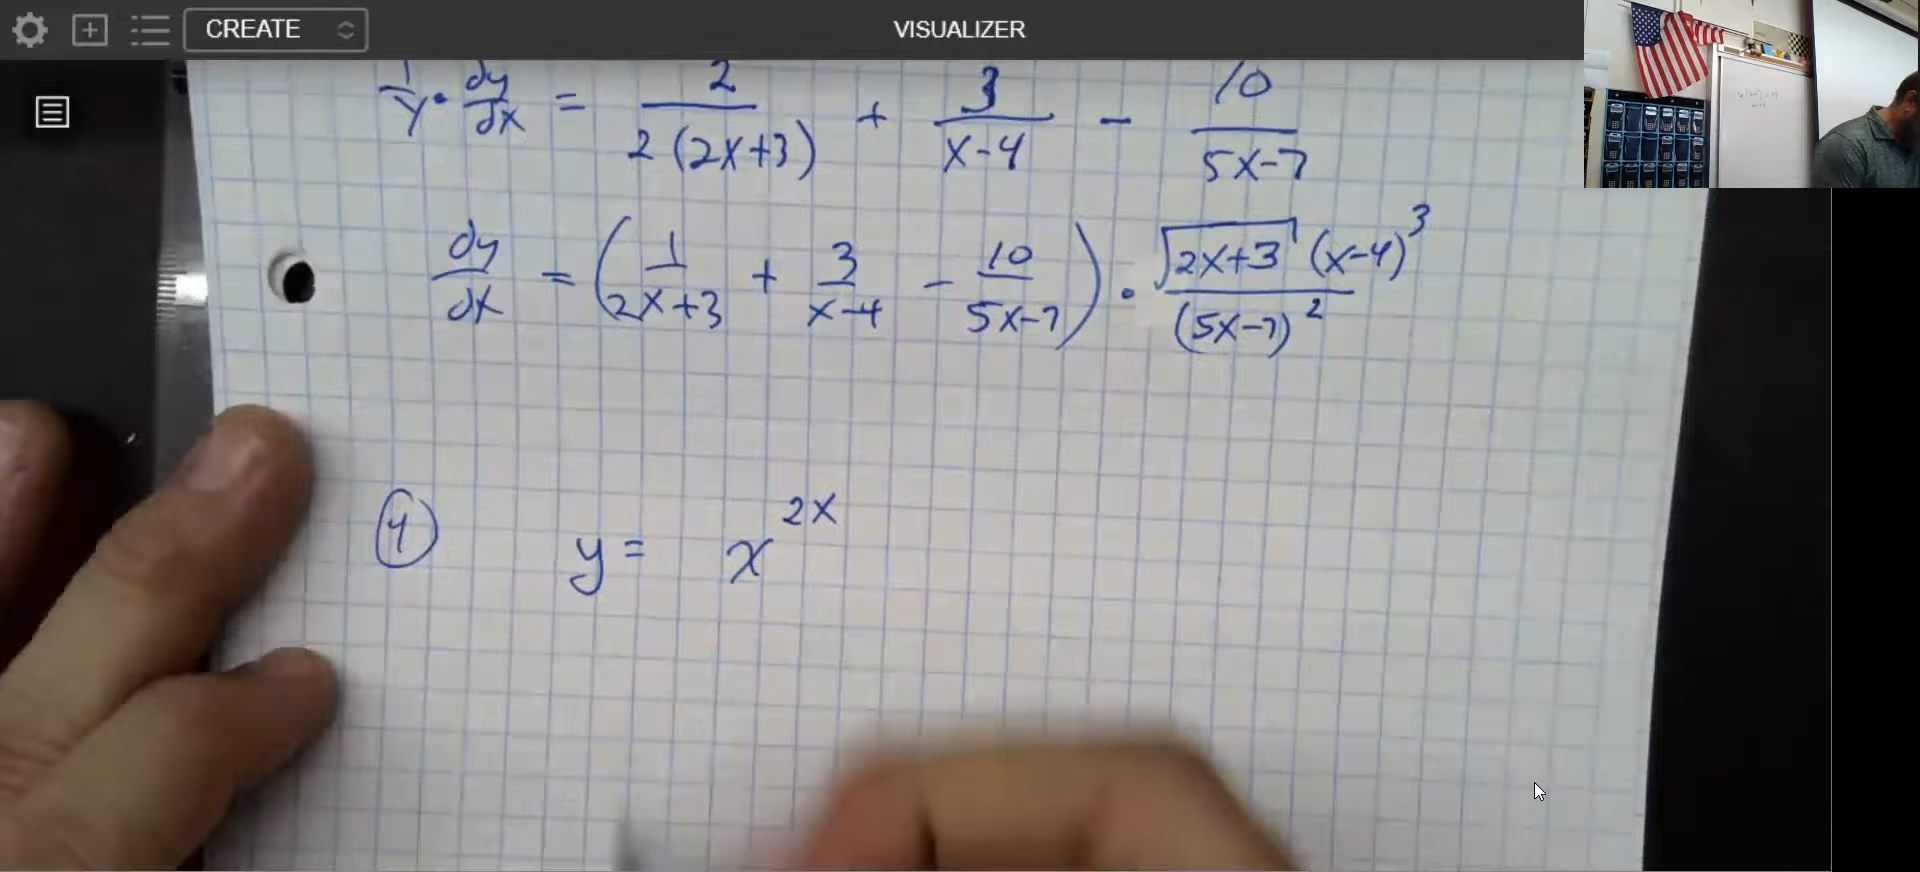 CREATE
VISUALIZER
1/y · dy/dx = 2/(2(2x+3)) + 3/(x-4) - 10/(5x-7)
dy/dx = (1/(2x+3) + 3/(x-4) - 10/(5x-7)) · √(2x+3) (x-4)^3/(5x-7)^2
④ y = x^(2x)